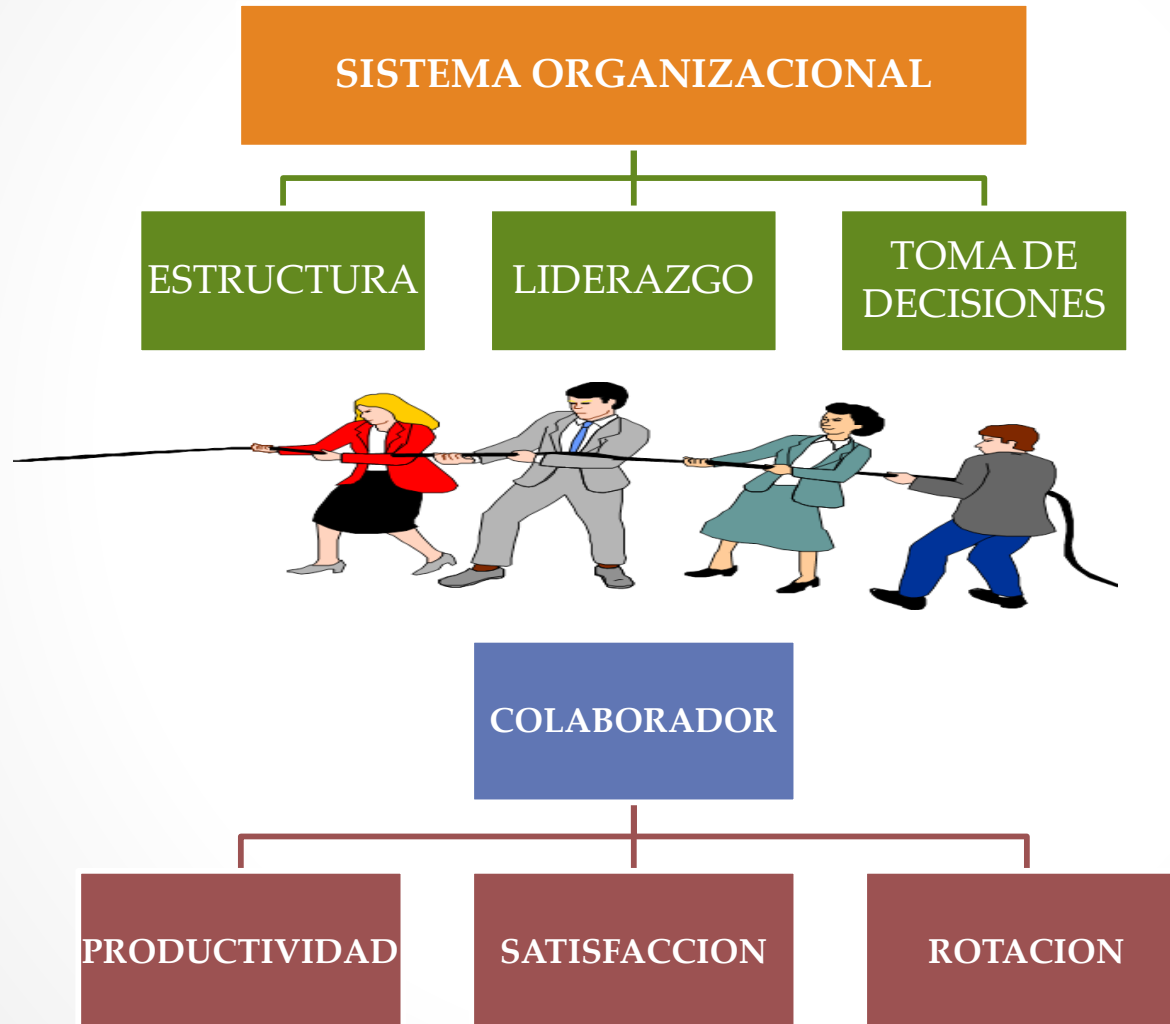 SISTEMA ORGANIZACIONAL
ESTRUCTURA
LIDERAZGO
TOMA DE
DECISIONES
COLABORADOR
PRODUCTIVIDAD
SATISFACCION
ROTACION